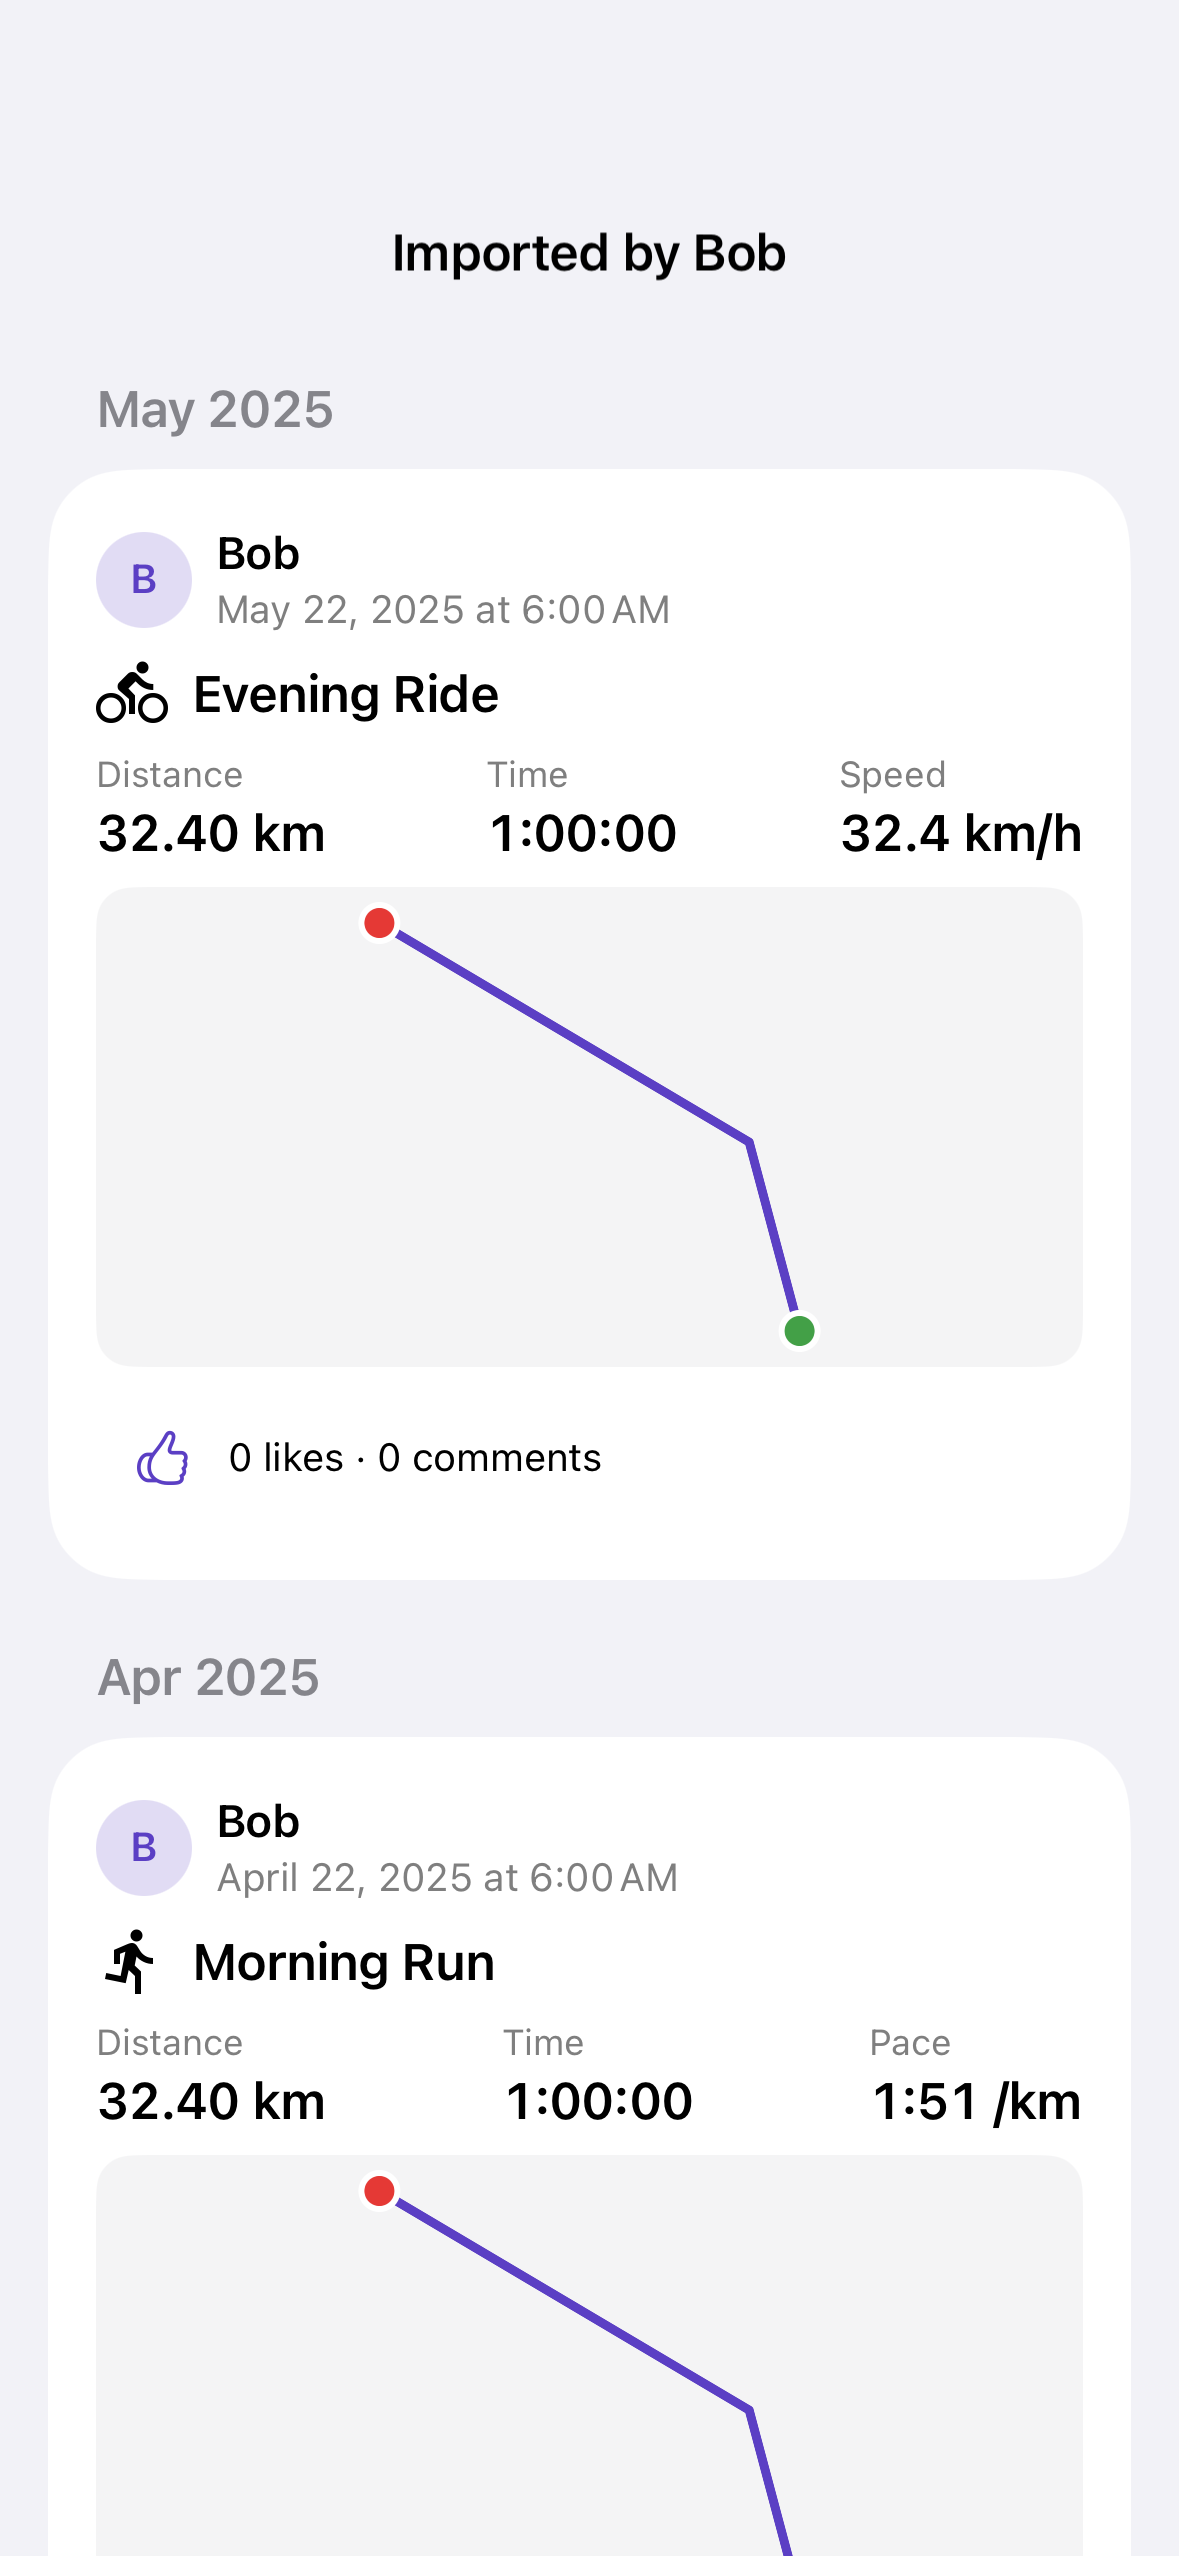 Imported by Bob
May 2025
B
Bob
May 22, 2025 at 6:00 AM
Evening Ride
Distance Time Speed
32.40 km 1:00:00 32.4 km/h
0 likes · 0 comments
Apr 2025
B
Bob
April 22, 2025 at 6:00 AM
Morning Run
Distance Time Pace
32.40 km 1:00:00 1:51 /km